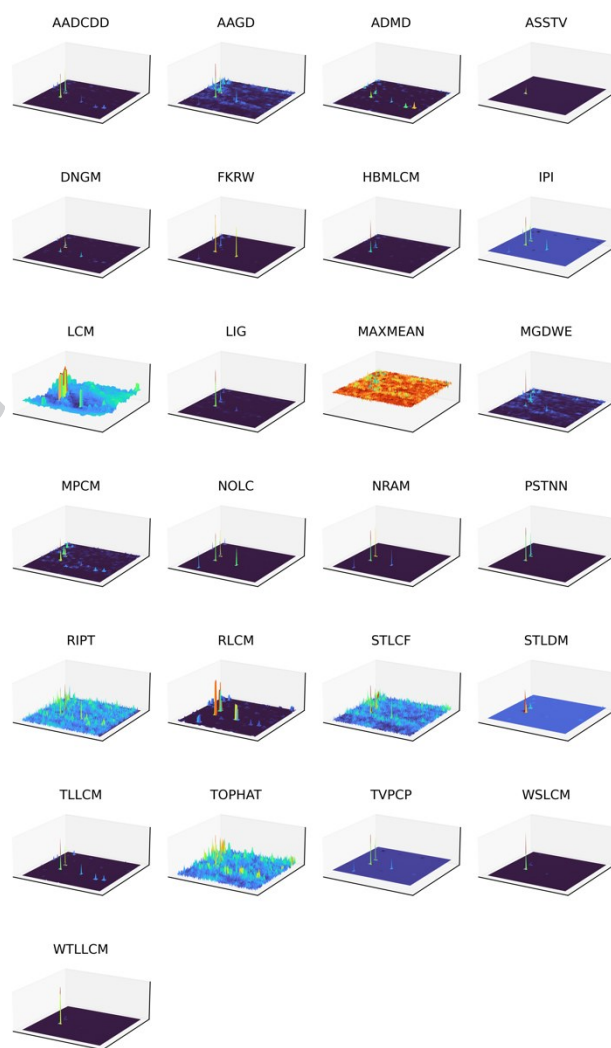 AADCDD AAGD ADMD ASSTV
DNGM FKRW HBMLCM IPI
LCM LIG MAXMEAN MGDWE
MPCM NOLC NRAM PSTNN
RIPT RLCM STLCF STLDM
TLLCM TOPHAT TVPCP WSLCM
WTLLCM